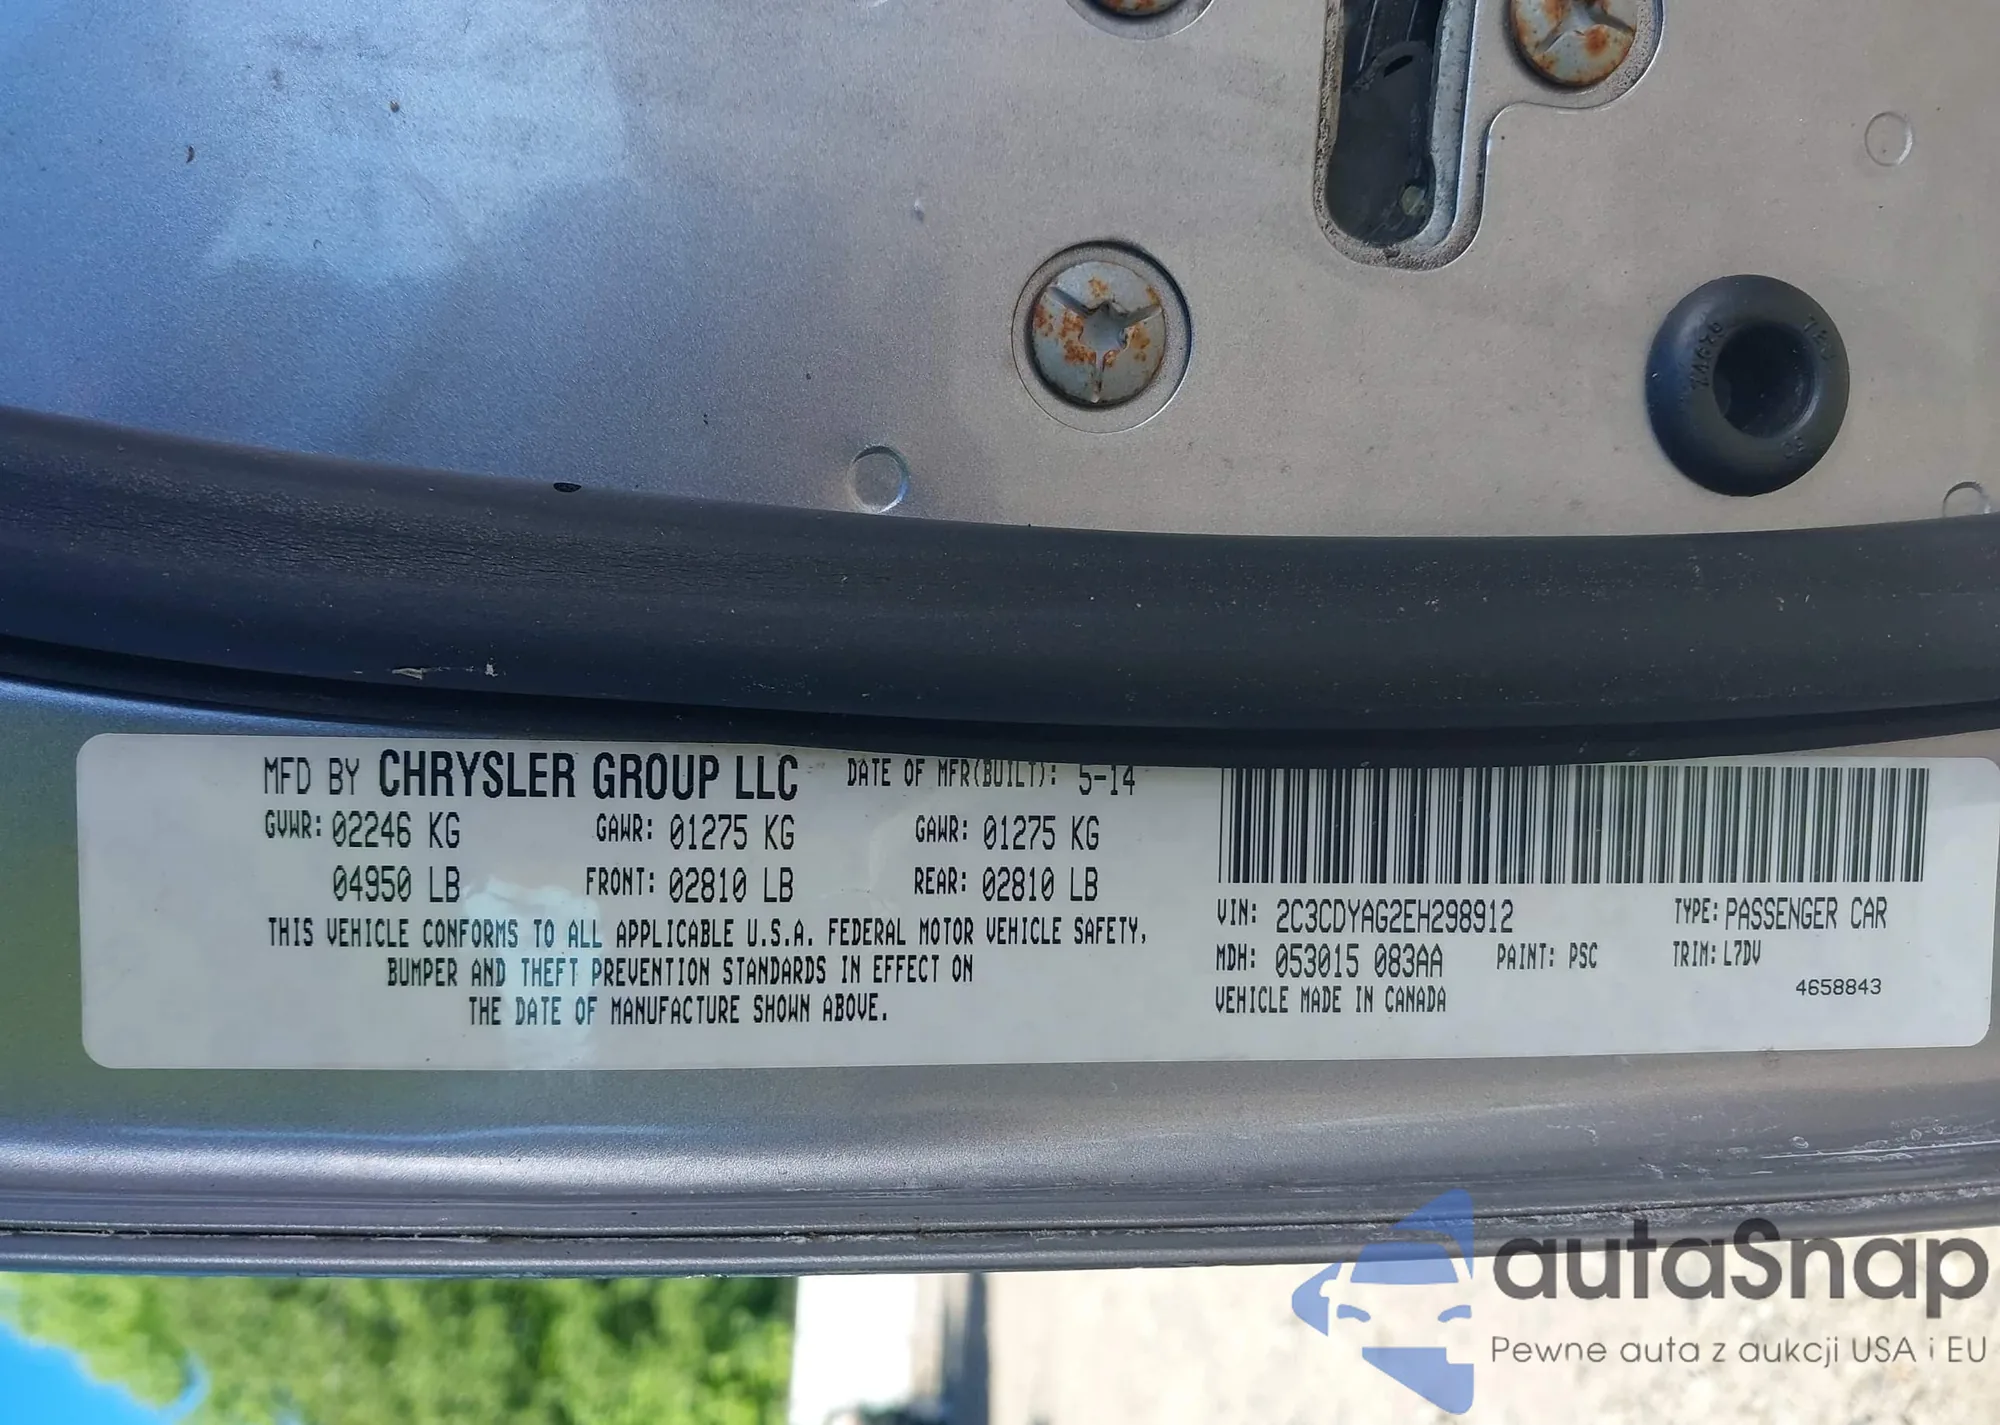 MFD BY CHRYSLER GROUP LLC DATE OF MFR(BUILT): 5-14
GVWR: 02246 KG GAWR: 01275 KG GAWR: 01275 KG
04950 LB FRONT: 02810 LB REAR: 02810 LB
THIS VEHICLE CONFORMS TO ALL APPLICABLE U.S.A. FEDERAL MOTOR VEHICLE SAFETY,
BUMPER AND THEFT PREVENTION STANDARDS IN EFFECT ON
THE DATE OF MANUFACTURE SHOWN ABOVE.
VIN: 2C3CDYAG2EH298912 TYPE: PASSENGER CAR
MDH: 053015 083AA PAINT: PSC TRIM: L7DV
VEHICLE MADE IN CANADA 4658843
autoSnap
Pewne auta z aukcji USA i EU